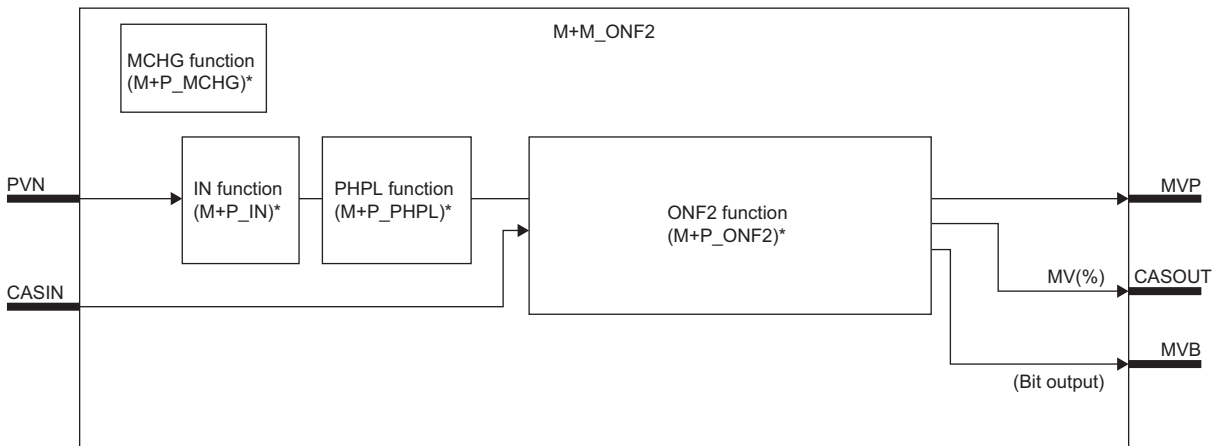 M+M_ONF2
MCHG function
(M+P_MCHG)*
PVN
IN function
(M+P_IN)*
PHPL function
(M+P_PHPL)*
ONF2 function
(M+P_ONF2)*
MVP
CASIN
MV(%)
CASOUT
MVB
(Bit output)